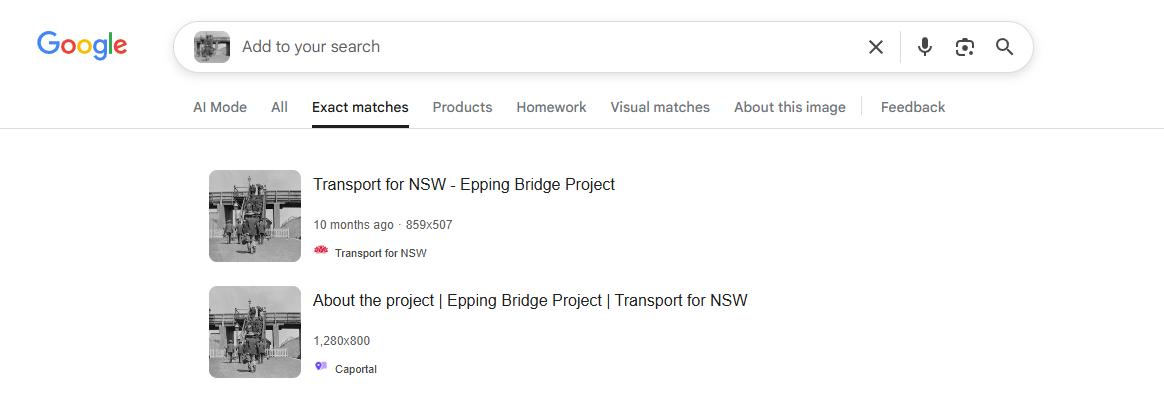 Google
Add to your search
AI Mode All Exact matches Products Homework Visual matches About this image Feedback
Transport for NSW - Epping Bridge Project
10 months ago · 859x507
Transport for NSW
About the project | Epping Bridge Project | Transport for NSW
1,280x800
Caportal